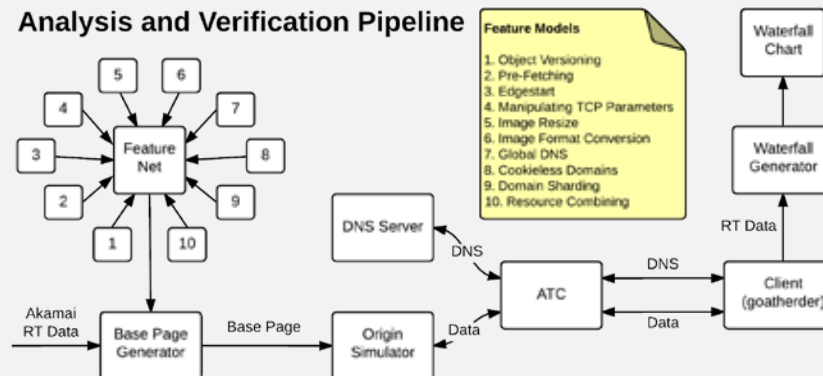 Analysis and Verification Pipeline
Feature Models
1. Object Versioning
2. Pre-Fetching
3. Edgestart
4. Manipulating TCP Parameters
5. Image Resize
6. Image Format Conversion
7. Global DNS
8. Cookieless Domains
9. Domain Sharding
10. Resource Combining
Waterfall
Chart
5
6
4
7
Feature
Net
3
8
2
9
1
10
Waterfall
Generator
DNS Server
RT Data
DNS
ATC
DNS
Data
Client
(goatherder)
Akamai
RT Data
Base Page
Generator
Base Page
Origin
Simulator
Data